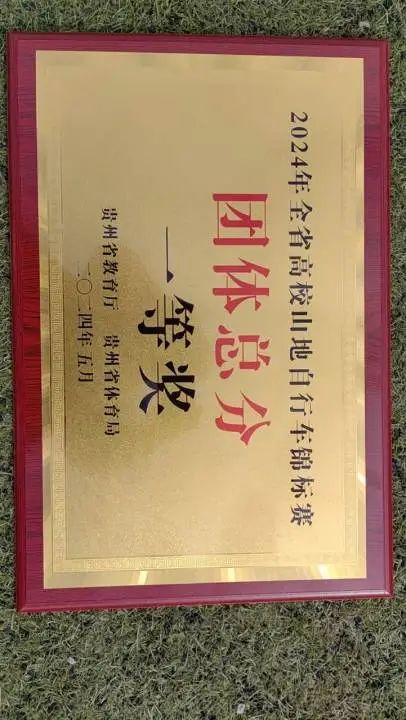 2024年全省高校山地自行车锦标赛
团体总分
一等奖
贵州省教育厅 贵州省体育局
二〇二四年五月